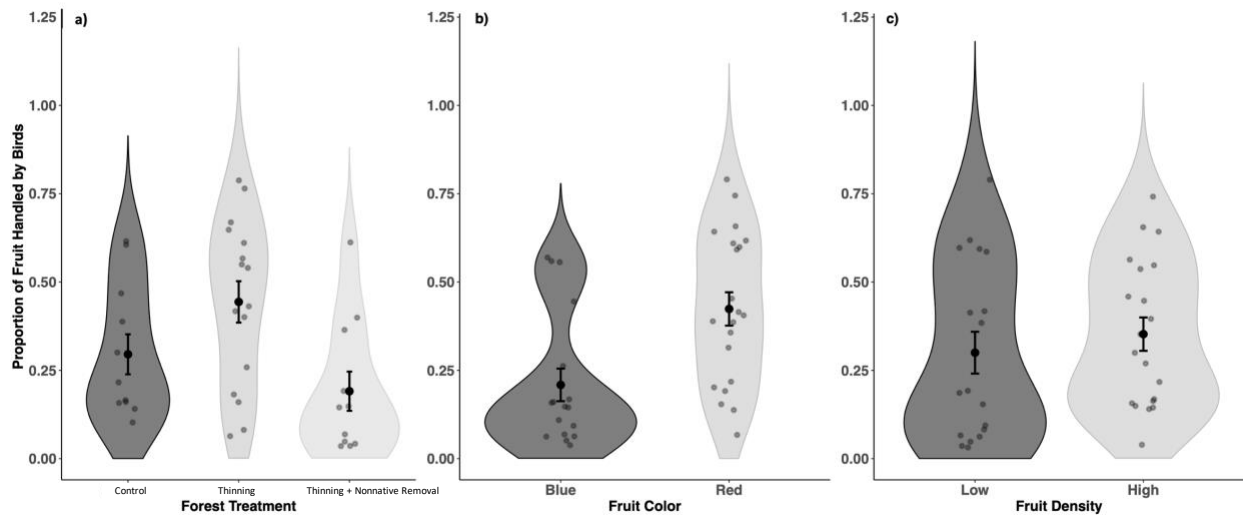 Proportion of Fruit Handled by Birds
a)
1.25
1.00
0.75
0.50
0.25
0.00
Control Thinning Thinning + Nonnative Removal
Forest Treatment
b)
1.25
1.00
0.75
0.50
0.25
0.00
Blue Red
Fruit Color
c)
1.25
1.00
0.75
0.50
0.25
0.00
Low High
Fruit Density